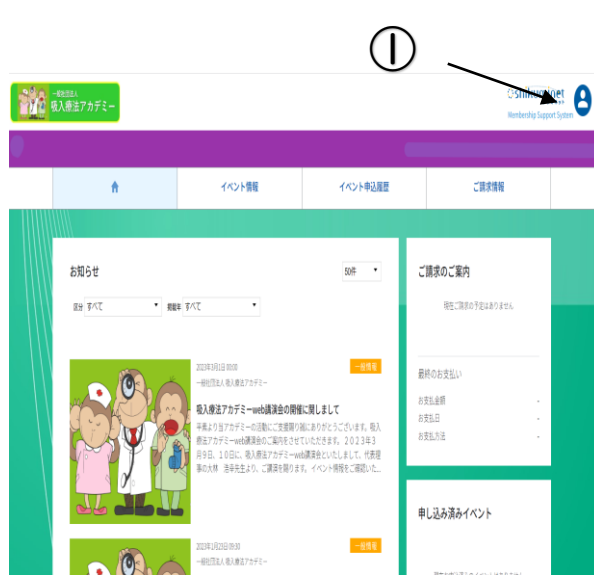 ①
一般社団法人
吸入療法アカデミー
shikuminet
Membership Support System
イベント情報
イベント申込履歴
ご請求情報
お知らせ
50件
区分 すべて
掲載年 すべて
ご請求のご案内
現在ご請求の予定はありません
最終のお支払い
お支払金額 -
お支払日 -
お支払方法 -
2023年3月1日 00:00
一般情報
一般社団法人 吸入療法アカデミー
吸入療法アカデミーweb講演会の開催に関しまして
平素より当アカデミーの活動にご支援賜り誠にありがとうございます。吸入
療法アカデミーweb講演会のご案内をさせていただきます。２０２３年３
月９日、１０日に、吸入療法アカデミーweb講演会といたしまして、代表理
事の大林 浩幸先生より、ご講演を賜ります。イベント情報をご確認いた...
申し込み済みイベント
2023年1月23日 09:30
一般情報
一般社団法人 吸入療法アカデミー